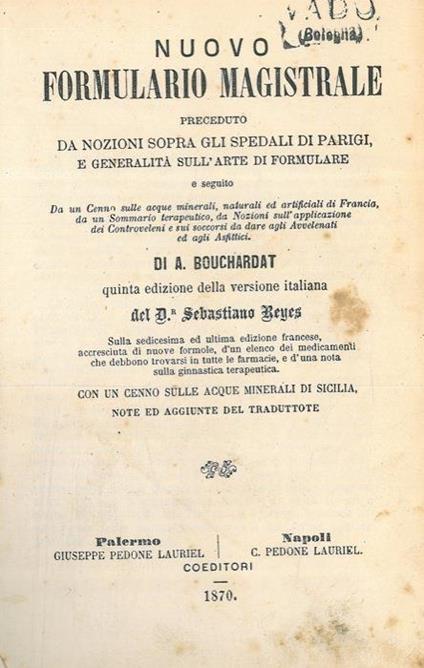 VADO
(Bologna)
NUOVO
FORMULARIO MAGISTRALE
PRECEDUTO
DA NOZIONI SOPRA GLI SPEDALI DI PARIGI,
E GENERALITÀ SULL'ARTE DI FORMULARE
e seguito
Da un Cenno sulle acque minerali, naturali ed artificiali di Francia,
da un Sommario terapeutico, da Nozioni sull'applicazione
dei Controveleni e sui soccorsi da dare agli Avvelenati
ed agli Asfittici.
DI A. BOUCHARDAT
quinta edizione della versione italiana
del D.R Sebastiano Reyes
Sulla sedicesima ed ultima edizione francese,
accresciuta di nuove formole, d'un elenco dei medicamenti
che debbono trovarsi in tutte le farmacie, e d'una nota
sulla ginnastica terapeutica.
CON UN CENNO SULLE ACQUE MINERALI DI SICILIA,
NOTE ED AGGIUNTE DEL TRADUTTOTE
Palermo
GIUSEPPE PEDONE LAURIEL
Napoli
C. PEDONE LAURIEL.
COEDITORI
1870.